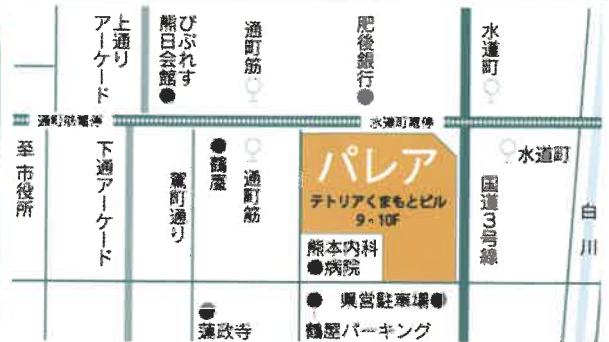 上通り
アーケード
びぷれす
熊日会館
通町筋
肥後銀行
水道町
通町筋電停
水道町電停
至市役所
下通アーケード
駕町通り
鶴屋
通町筋
パレア
テトリアくまもとビル
9・10F
熊本内科
病院
水道町
国道3号線
白川
蓮政寺
県営駐車場
鶴屋パーキング